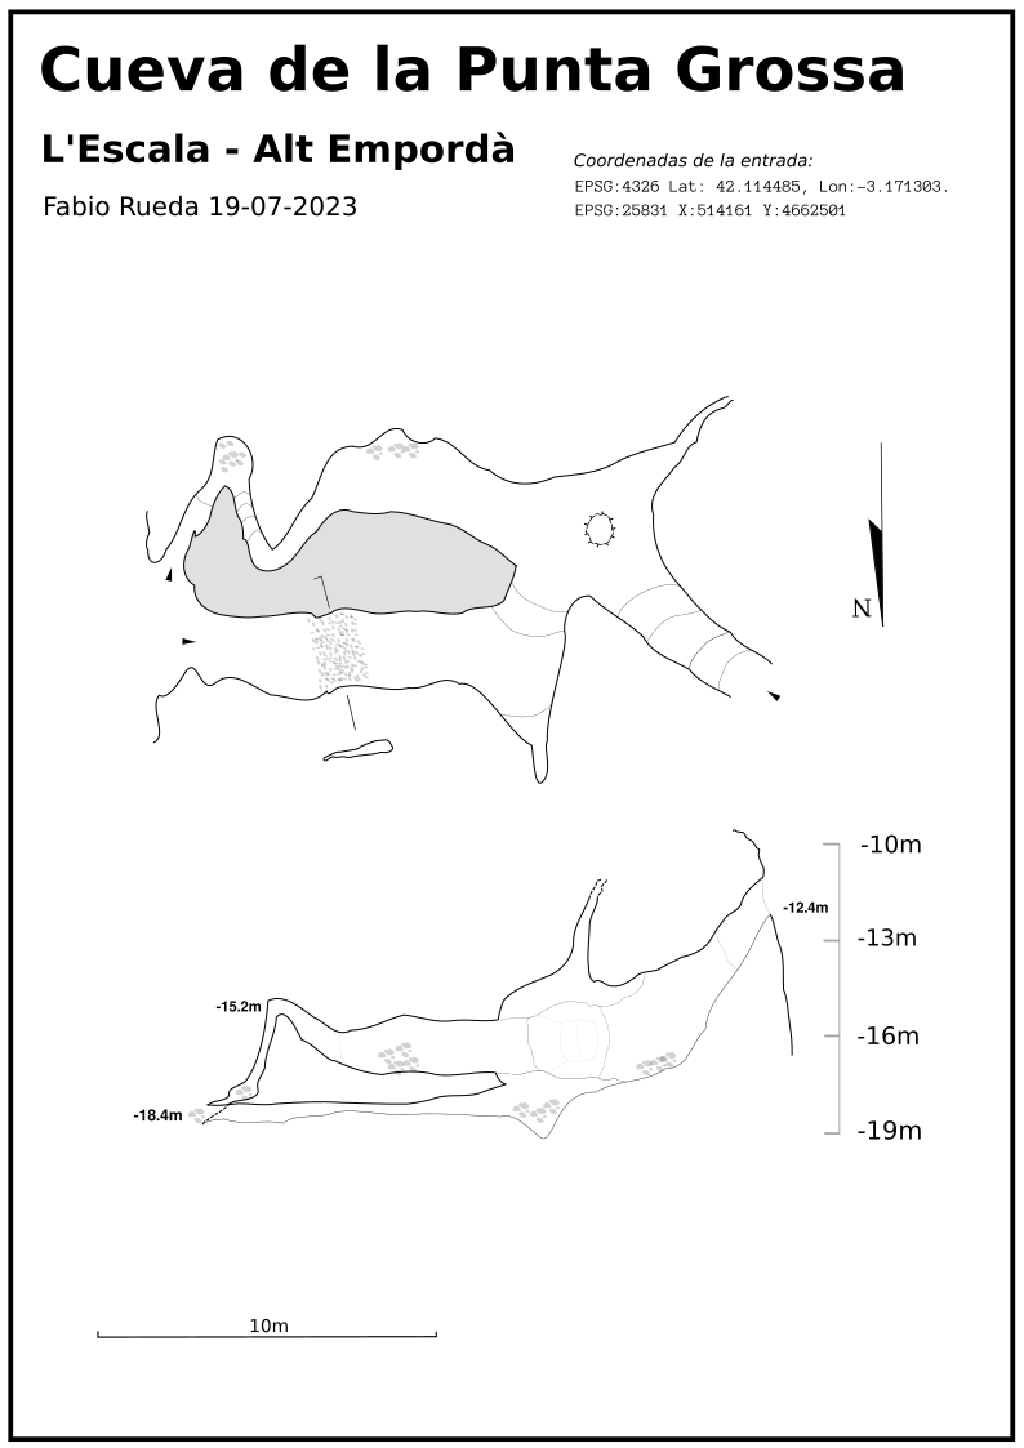 Cueva de la Punta Grossa
L'Escala - Alt Empordà
Fabio Rueda 19-07-2023
Coordenadas de la entrada:
EPSG:4326 Lat: 42.114485, Lon:-3.171303.
EPSG:25831 X:514161 Y:4662501
N
-10m
-12.4m
-13m
-15.2m
-16m
-18.4m
-19m
10m